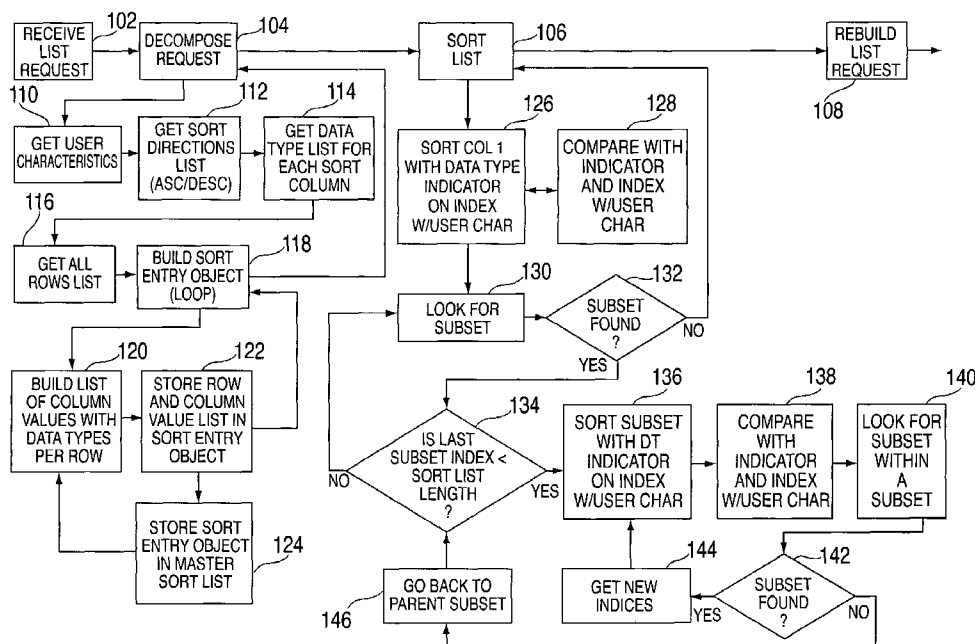 102
RECEIVE
LIST
REQUEST
104
DECOMPOSE
REQUEST
SORT
LIST
106
REBUILD
LIST
REQUEST
108
110
GET USER
CHARACTERISTICS
112
GET SORT
DIRECTIONS
LIST
(ASC/DESC)
114
GET DATA
TYPE LIST FOR
EACH SORT
COLUMN
126
SORT COL 1
WITH DATA TYPE
INDICATOR
ON INDEX
W/USER CHAR
128
COMPARE WITH
INDICATOR
AND INDEX
W/USER
CHAR
116
GET ALL
ROWS LIST
118
BUILD SORT
ENTRY OBJECT
(LOOP)
130
LOOK FOR
SUBSET
132
SUBSET
FOUND
?
NO
YES
120
BUILD LIST
OF COLUMN
VALUES WITH
DATA TYPES
PER ROW
122
STORE ROW
AND COLUMN
VALUE LIST IN
SORT ENTRY
OBJECT
124
STORE SORT
ENTRY OBJECT
IN MASTER
SORT LIST
134
IS LAST
SUBSET INDEX <
SORT LIST
LENGTH
?
NO
YES
136
SORT SUBSET
WITH DT
INDICATOR
ON INDEX
W/USER CHAR
138
COMPARE
WITH
INDICATOR
AND INDEX
W/USER CHAR
140
LOOK FOR
SUBSET
WITHIN
A
SUBSET
142
SUBSET
FOUND
?
YES
NO
144
GET NEW
INDICES
146
GO BACK TO
PARENT SUBSET